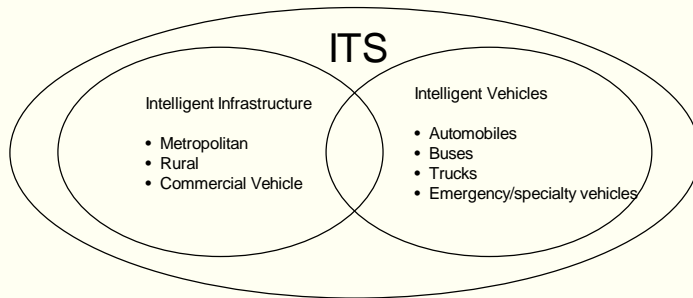 ITS
Intelligent Infrastructure
• Metropolitan
• Rural
• Commercial Vehicle
Intelligent Vehicles
• Automobiles
• Buses
• Trucks
• Emergency/specialty vehicles